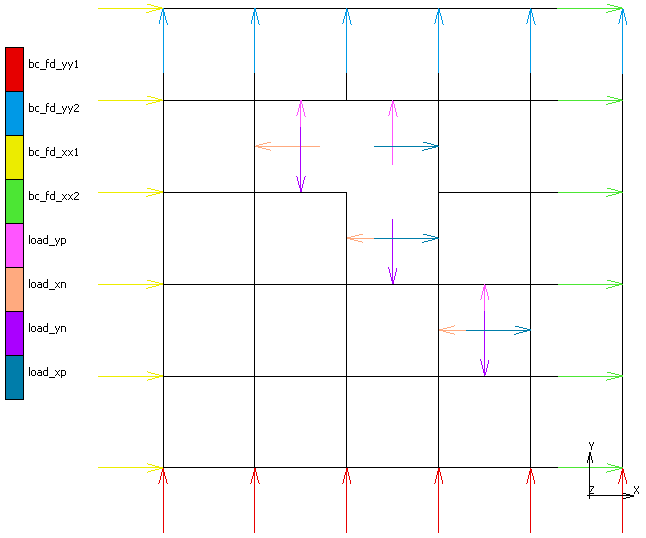 bc_fd_yy1
bc_fd_yy2
bc_fd_xx1
bc_fd_xx2
load_yp
load_xn
load_yn
load_xp
Y
Z
X